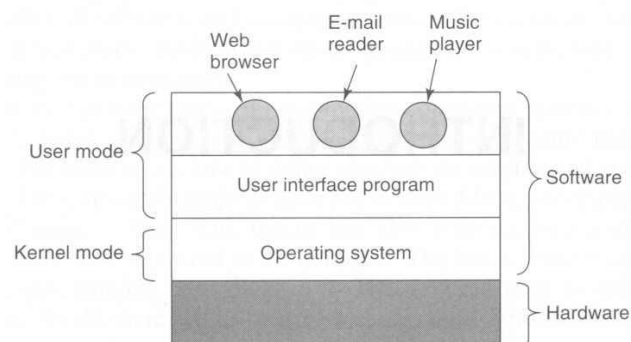 Web
browser
E-mail
reader
Music
player
User mode
User interface program
Software
Kernel mode
Operating system
Hardware